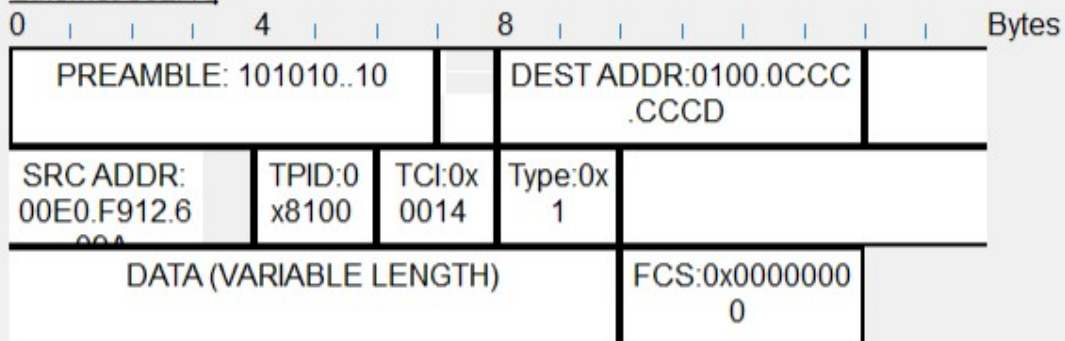 0 4 8 Bytes
PREAMBLE: 101010..10
DEST ADDR:0100.0CCC
.CCCD
SRC ADDR:
00E0.F912.6
TPID:0
x8100
TCI:0x
0014
Type:0x
1
DATA (VARIABLE LENGTH)
FCS:0x0000000
0